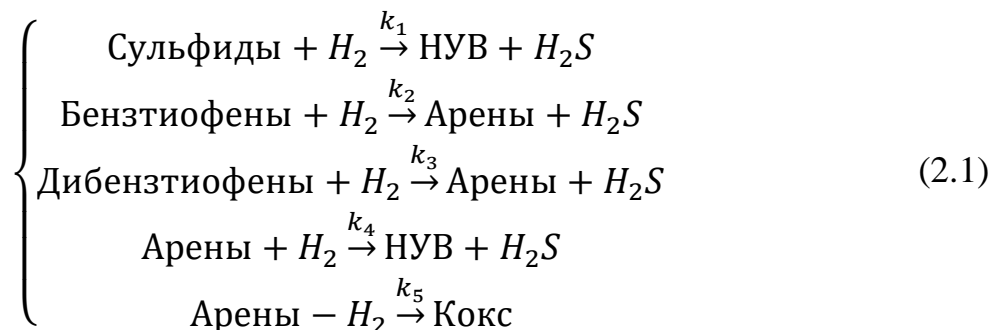 Сульфиды + H₂ →k₁ НУВ + H₂S
Бензтиофены + H₂ →k₂ Арены + H₂S
Дибензтиофены + H₂ →k₃ Арены + H₂S (2.1)
Арены + H₂ →k₄ НУВ + H₂S
Арены − H₂ →k₅ Кокс